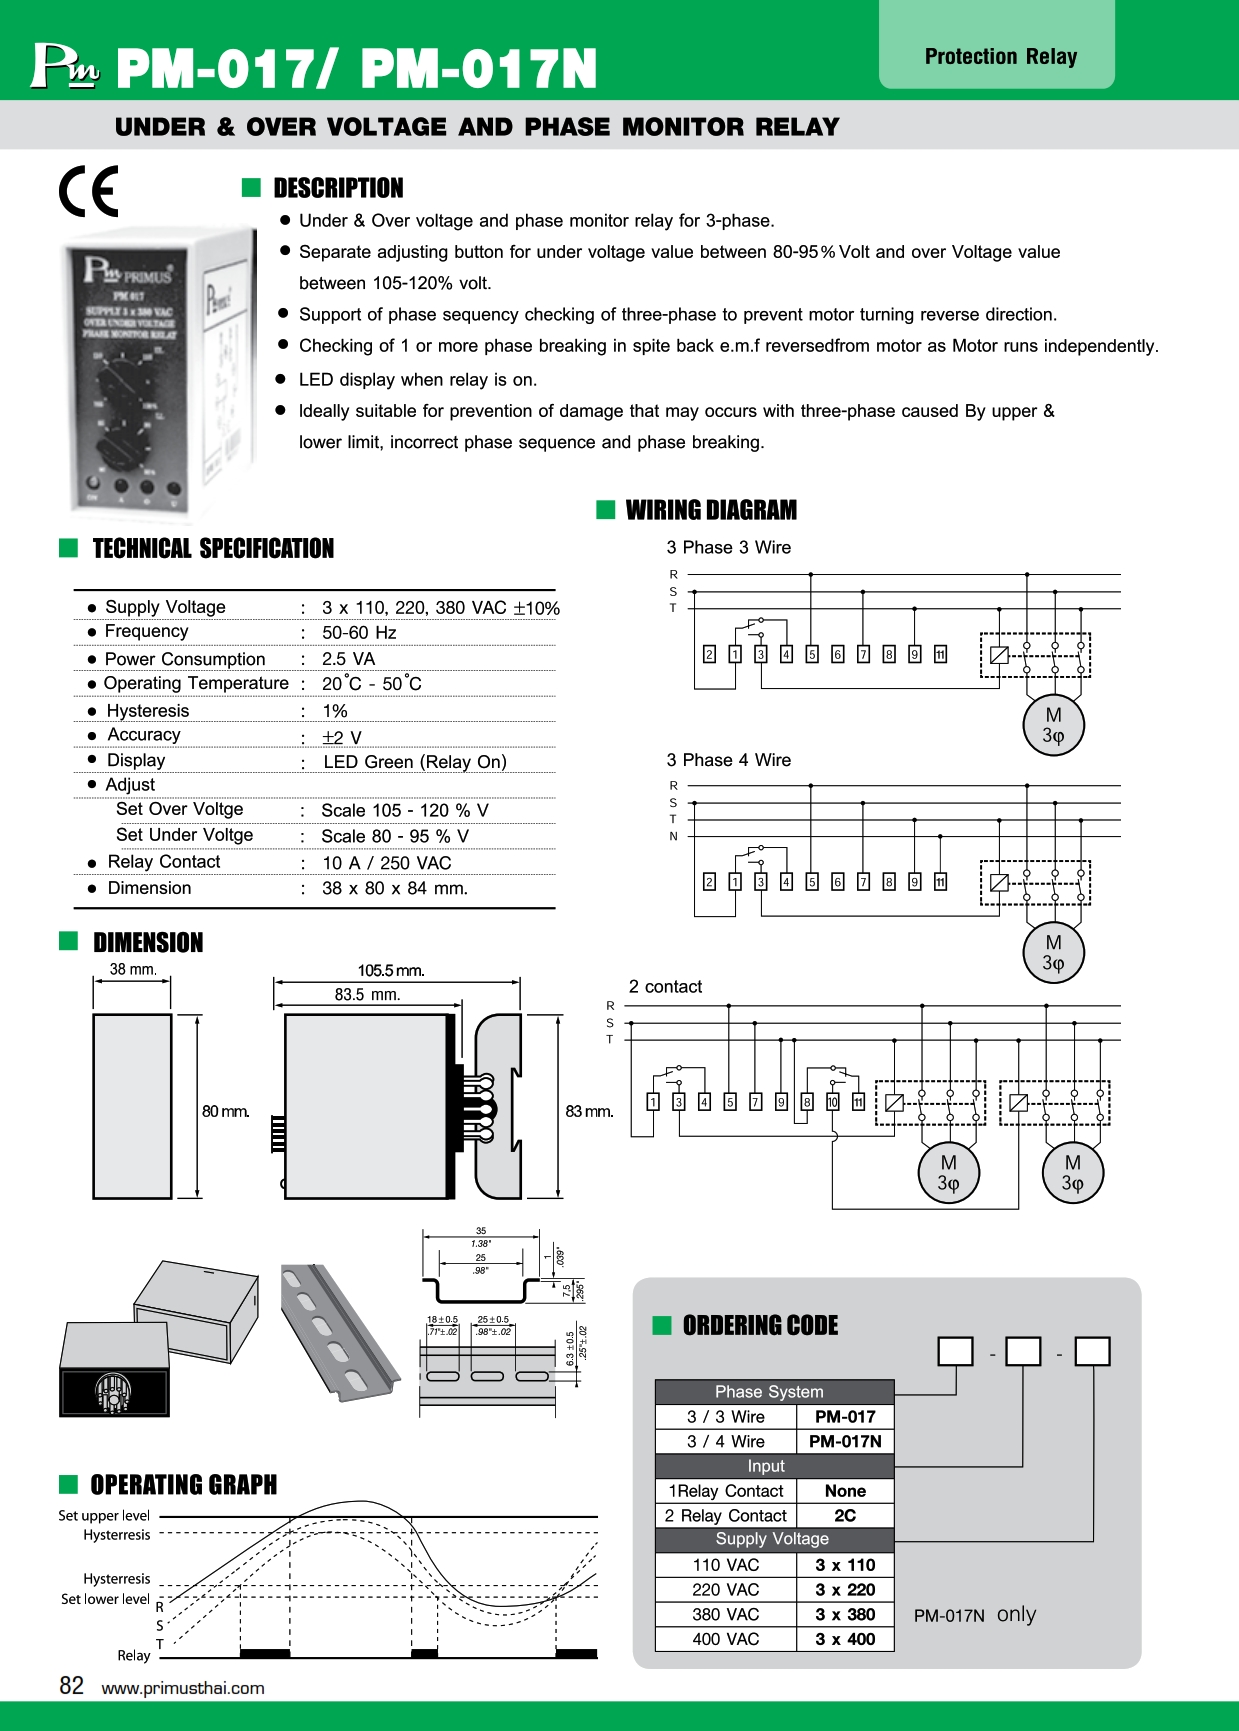 Pm PM-017/ PM-017N
Protection Relay
UNDER & OVER VOLTAGE AND PHASE MONITOR RELAY
CE
DESCRIPTION
● Under & Over voltage and phase monitor relay for 3-phase.
● Separate adjusting button for under voltage value between 80-95% Volt and over Voltage value
between 105-120% volt.
● Support of phase sequency checking of three-phase to prevent motor turning reverse direction.
● Checking of 1 or more phase breaking in spite back e.m.f reversedfrom motor as Motor runs independently.
● LED display when relay is on.
● Ideally suitable for prevention of damage that may occurs with three-phase caused By upper &
lower limit, incorrect phase sequence and phase breaking.
Pm PRIMUS®
PM 017
SUPPLY 3 x 380 VAC
OVER UNDER VOLTAGE
PHASE MONITOR RELAY
Primus
TECHNICAL SPECIFICATION
● Supply Voltage : 3 x 110, 220, 380 VAC ±10%
● Frequency : 50-60 Hz
● Power Consumption : 2.5 VA
● Operating Temperature : 20°C - 50°C
● Hysteresis : 1%
● Accuracy : ±2 V
● Display : LED Green (Relay On)
● Adjust
Set Over Voltge : Scale 105 - 120 % V
Set Under Voltge : Scale 80 - 95 % V
● Relay Contact : 10 A / 250 VAC
● Dimension : 38 x 80 x 84 mm.
WIRING DIAGRAM
3 Phase 3 Wire
R
S
T
2 1 3 4 5 6 7 8 9 11
M
3φ
3 Phase 4 Wire
R
S
T
N
2 1 3 4 5 6 7 8 9 11
M
3φ
2 contact
R
S
T
1 3 4 5 7 9 8 10 11
M M
3φ 3φ
DIMENSION
38 mm.
105.5 mm.
83.5 mm.
80 mm.
83 mm.
35
1.38"
25
.98"
1
.039"
7.5
.295"
18±0.5 25±0.5
.71"±.02 .98"±.02
6.3±0.5
.25"±.02
OPERATING GRAPH
Set upper level
Hysterresis
Hysterresis
Set lower level
R
S
T
Relay
ORDERING CODE
- -
Phase System
3 / 3 Wire PM-017
3 / 4 Wire PM-017N
Input
1Relay Contact None
2 Relay Contact 2C
Supply Voltage
110 VAC 3 x 110
220 VAC 3 x 220
380 VAC 3 x 380 PM-017N only
400 VAC 3 x 400
82 www.primusthai.com